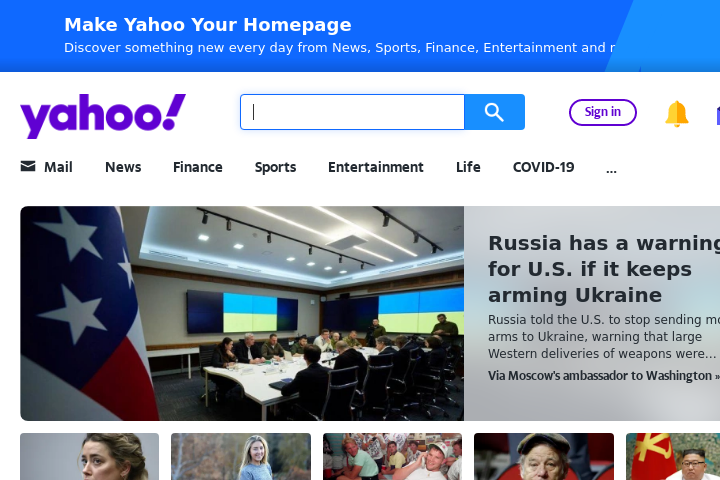 Make Yahoo Your Homepage
Discover something new every day from News, Sports, Finance, Entertainment and
yahoo!
Sign in
Mail News Finance Sports Entertainment Life COVID-19 ...
Russia has a warning
for U.S. if it keeps
arming Ukraine
Russia told the U.S. to stop sending
arms to Ukraine, warning that large
Western deliveries of weapons were...
Via Moscow's ambassador to Washington »